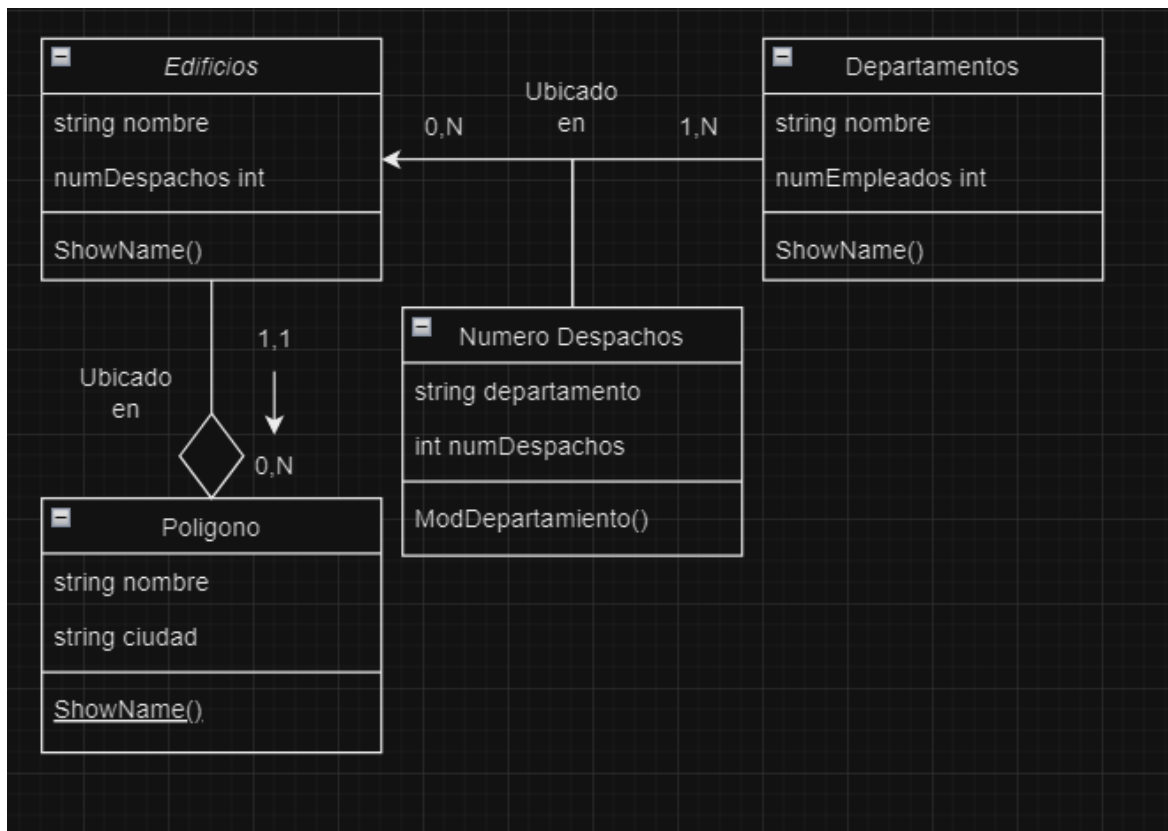 Edificios
string nombre
numDespachos int
ShowName()
Ubicado
en
0,N
1,N
Departamentos
string nombre
numEmpleados int
ShowName()
Numero Despachos
string departamento
int numDespachos
ModDepartamiento()
1,1
Ubicado
en
0,N
Poligono
string nombre
string ciudad
ShowName()